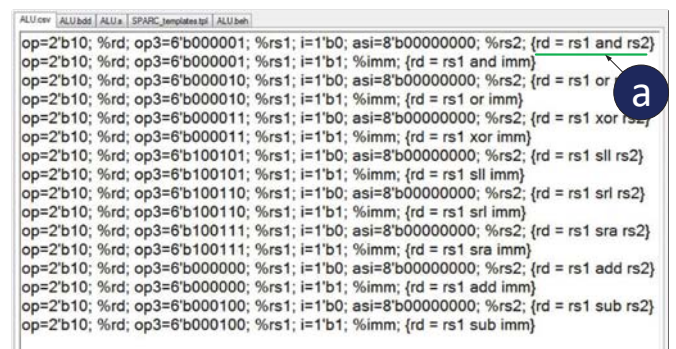 ALU.csv ALU.bdd ALU.a SPARC_templates.tpl ALU.beh
op=2'b10; %rd; op3=6'b000001; %rs1; i=1'b0; asi=8'b00000000; %rs2; {rd = rs1 and rs2}
op=2'b10; %rd; op3=6'b000001; %rs1; i=1'b1; %imm; {rd = rs1 and imm}
op=2'b10; %rd; op3=6'b000010; %rs1; i=1'b0; asi=8'b00000000; %rs2; {rd = rs1 or
op=2'b10; %rd; op3=6'b000010; %rs1; i=1'b1; %imm; {rd = rs1 or imm}
a
op=2'b10; %rd; op3=6'b000011; %rs1; i=1'b0; asi=8'b00000000; %rs2; {rd = rs1 xor rs2}
op=2'b10; %rd; op3=6'b000011; %rs1; i=1'b1; %imm; {rd = rs1 xor imm}
op=2'b10; %rd; op3=6'b100101; %rs1; i=1'b0; asi=8'b00000000; %rs2; {rd = rs1 sll rs2}
op=2'b10; %rd; op3=6'b100101; %rs1; i=1'b1; %imm; {rd = rs1 sll imm}
op=2'b10; %rd; op3=6'b100110; %rs1; i=1'b0; asi=8'b00000000; %rs2; {rd = rs1 srl rs2}
op=2'b10; %rd; op3=6'b100110; %rs1; i=1'b1; %imm; {rd = rs1 srl imm}
op=2'b10; %rd; op3=6'b100111; %rs1; i=1'b0; asi=8'b00000000; %rs2; {rd = rs1 sra rs2}
op=2'b10; %rd; op3=6'b100111; %rs1; i=1'b1; %imm; {rd = rs1 sra imm}
op=2'b10; %rd; op3=6'b000000; %rs1; i=1'b0; asi=8'b00000000; %rs2; {rd = rs1 add rs2}
op=2'b10; %rd; op3=6'b000000; %rs1; i=1'b1; %imm; {rd = rs1 add imm}
op=2'b10; %rd; op3=6'b000100; %rs1; i=1'b0; asi=8'b00000000; %rs2; {rd = rs1 sub rs2}
op=2'b10; %rd; op3=6'b000100; %rs1; i=1'b1; %imm; {rd = rs1 sub imm}